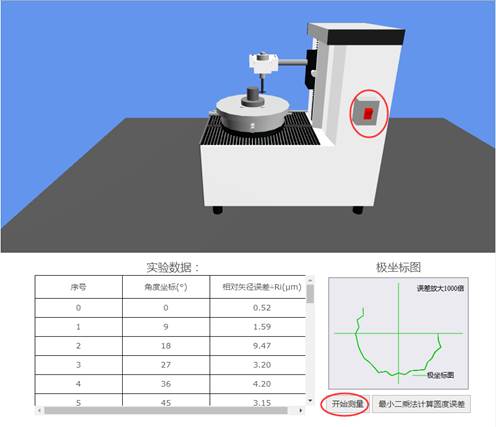 实验数据：
极坐标图
序号 角度坐标(°) 相对矢径误差÷Ri(μm)
0 0 0.52
1 9 1.59
2 18 9.47
3 27 3.20
4 36 4.20
5 45 3.15
误差放大1000倍
极坐标图
开始测量 最小二乘法计算圆度误差